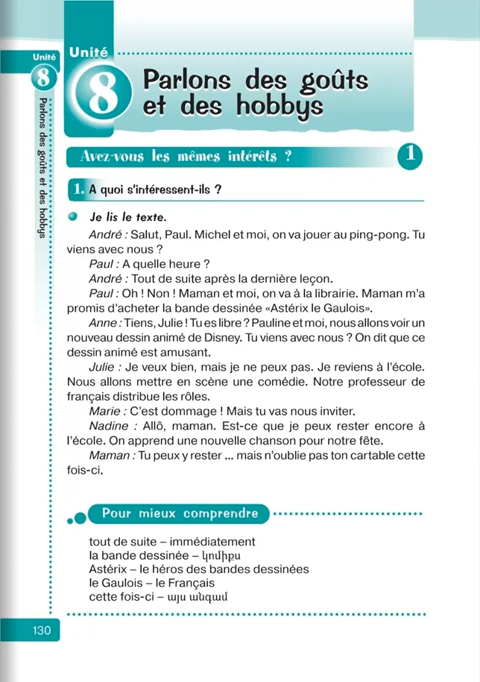 Unité
8
Parlons des goûts et des hobbys
Unité
8
Parlons des goûts
et des hobbys
Avez-vous les mêmes intérêts ?
1
1. A quoi s'intéressent-ils ?
Je lis le texte.
André : Salut, Paul. Michel et moi, on va jouer au ping-pong. Tu
viens avec nous ?
Paul : A quelle heure ?
André : Tout de suite après la dernière leçon.
Paul : Oh ! Non ! Maman et moi, on va à la librairie. Maman m'a
promis d'acheter la bande dessinée «Astérix le Gaulois».
Anne : Tiens, Julie ! Tu es libre ? Pauline et moi, nous allons voir un
nouveau dessin animé de Disney. Tu viens avec nous ? On dit que ce
dessin animé est amusant.
Julie : Je veux bien, mais je ne peux pas. Je reviens à l'école.
Nous allons mettre en scène une comédie. Notre professeur de
français distribue les rôles.
Marie : C'est dommage ! Mais tu vas nous inviter.
Nadine : Allô, maman. Est-ce que je peux rester encore à
l'école. On apprend une nouvelle chanson pour notre fête.
Maman : Tu peux y rester ... mais n'oublie pas ton cartable cette
fois-ci.
Pour mieux comprendre
tout de suite – immédiatement
la bande dessinée – կոմիքս
Astérix – le héros des bandes dessinées
le Gaulois – le Français
cette fois-ci – այս անգամ
130